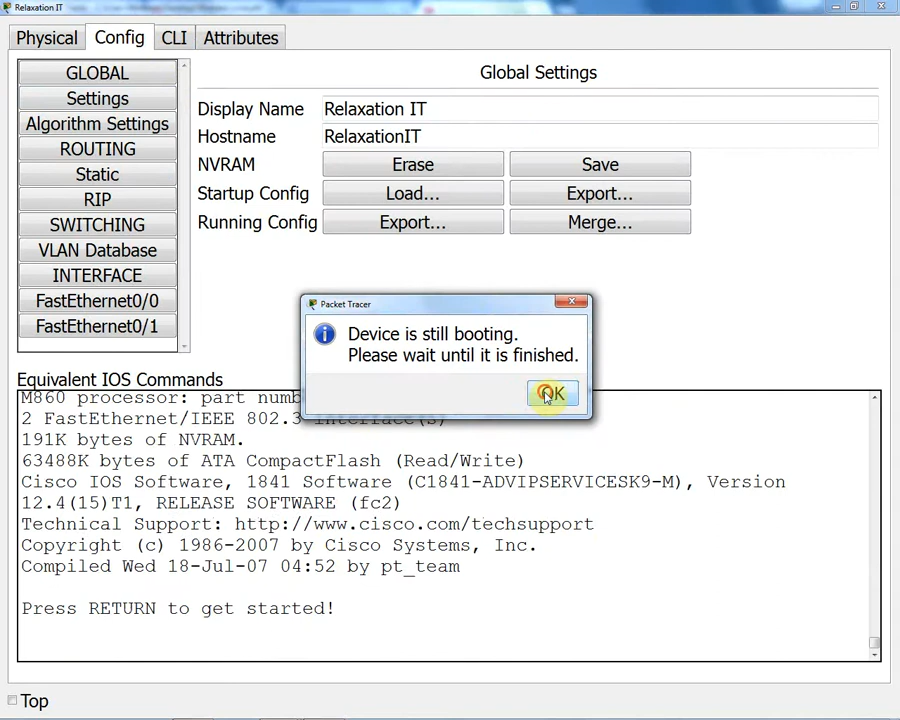 Relaxation IT
Physical Config CLI Attributes
GLOBAL
Settings
Algorithm Settings
ROUTING
Static
RIP
SWITCHING
VLAN Database
INTERFACE
FastEthernet0/0
FastEthernet0/1
Global Settings
Display Name Relaxation IT
Hostname RelaxationIT
NVRAM Erase Save
Startup Config Load... Export...
Running Config Export... Merge...
Packet Tracer
Device is still booting.
Please wait until it is finished.
OK
Equivalent IOS Commands
M860 processor: part numb
2 FastEthernet/IEEE 802.3 interface(s)
191K bytes of NVRAM.
63488K bytes of ATA CompactFlash (Read/Write)
Cisco IOS Software, 1841 Software (C1841-ADVIPSERVICESK9-M), Version
12.4(15)T1, RELEASE SOFTWARE (fc2)
Technical Support: http://www.cisco.com/techsupport
Copyright (c) 1986-2007 by Cisco Systems, Inc.
Compiled Wed 18-Jul-07 04:52 by pt_team
Press RETURN to get started!
Top